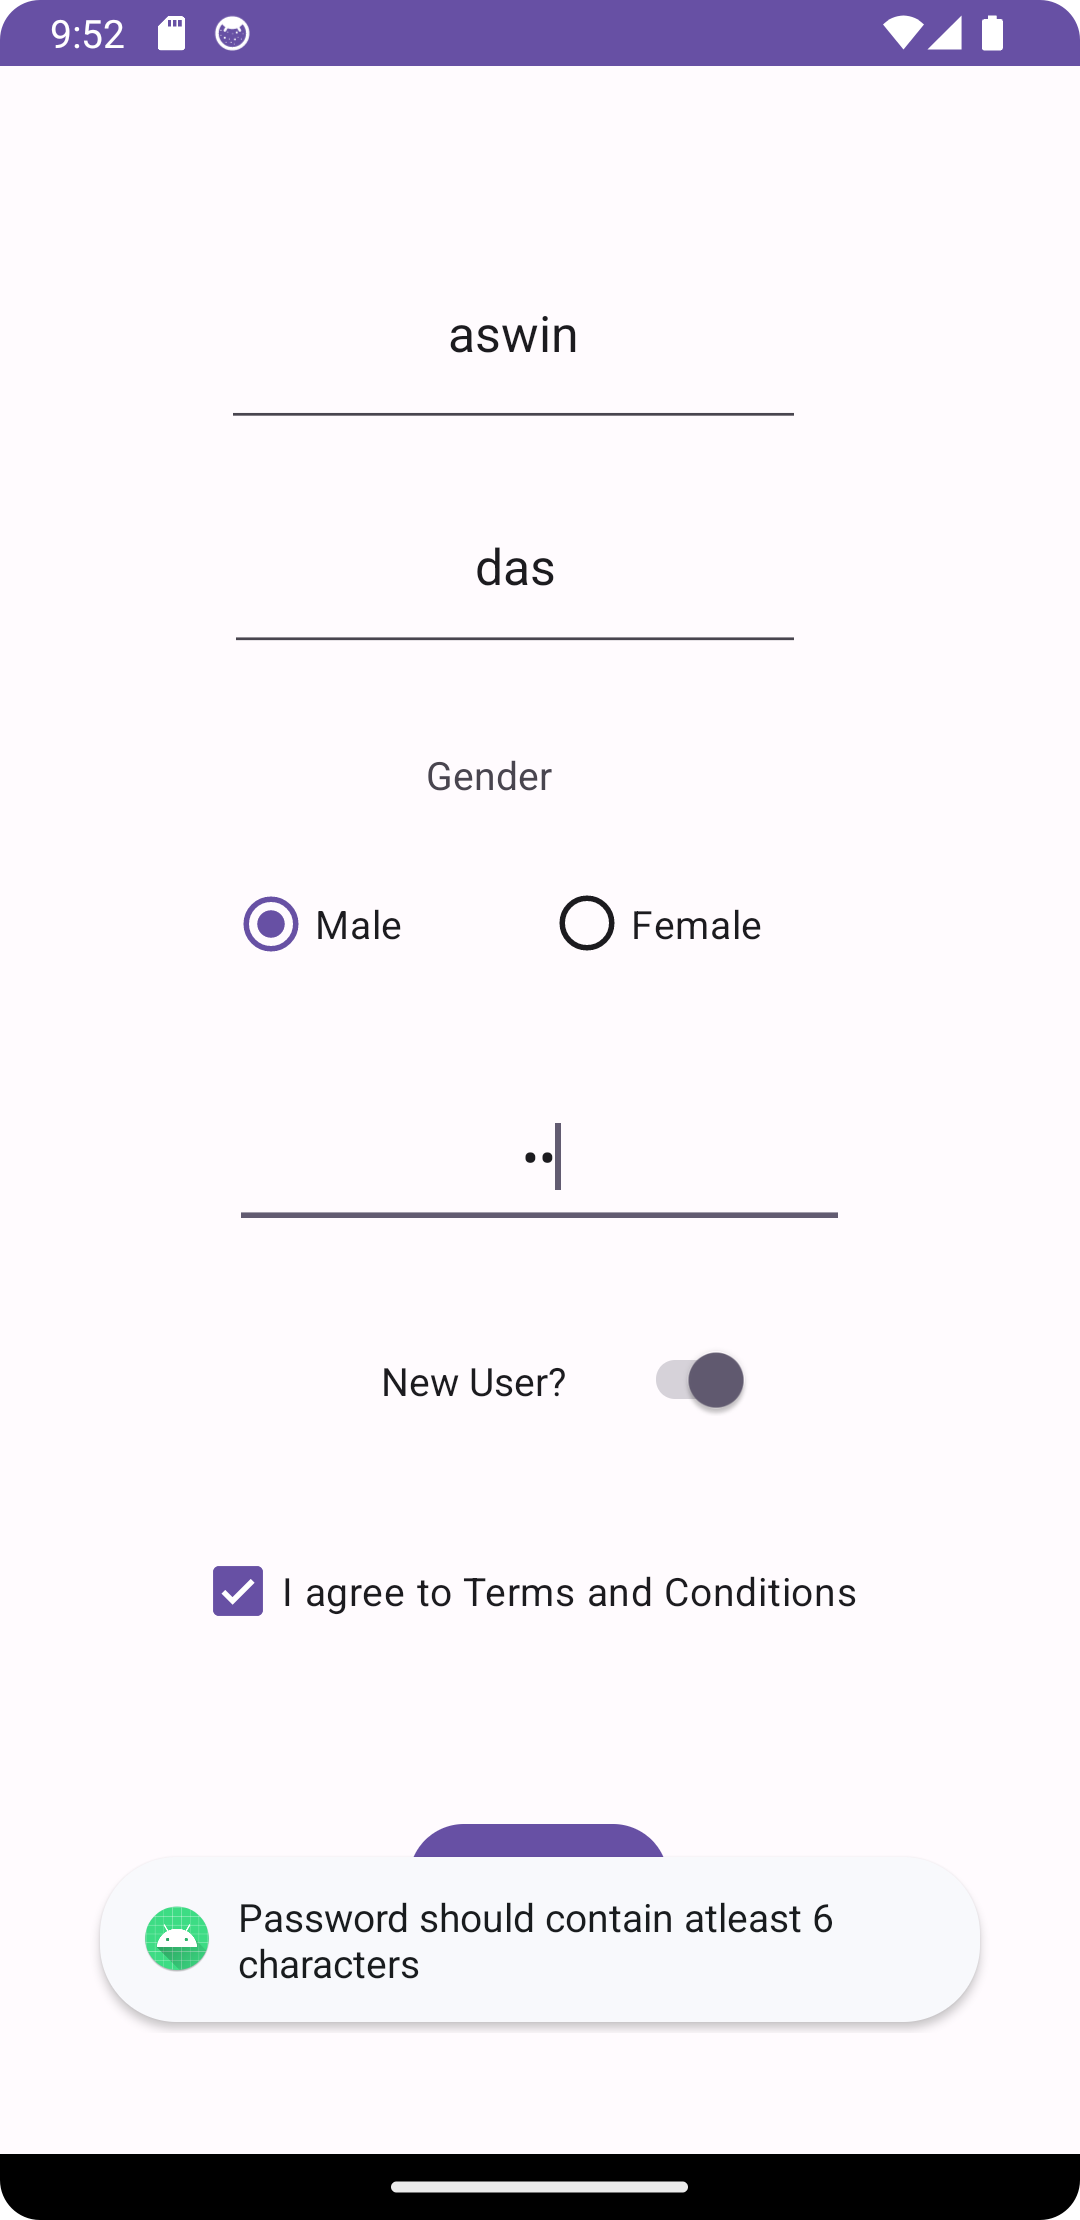 9:52
aswin
das
Gender
Male Female
••
New User?
I agree to Terms and Conditions
Password should contain atleast 6
characters